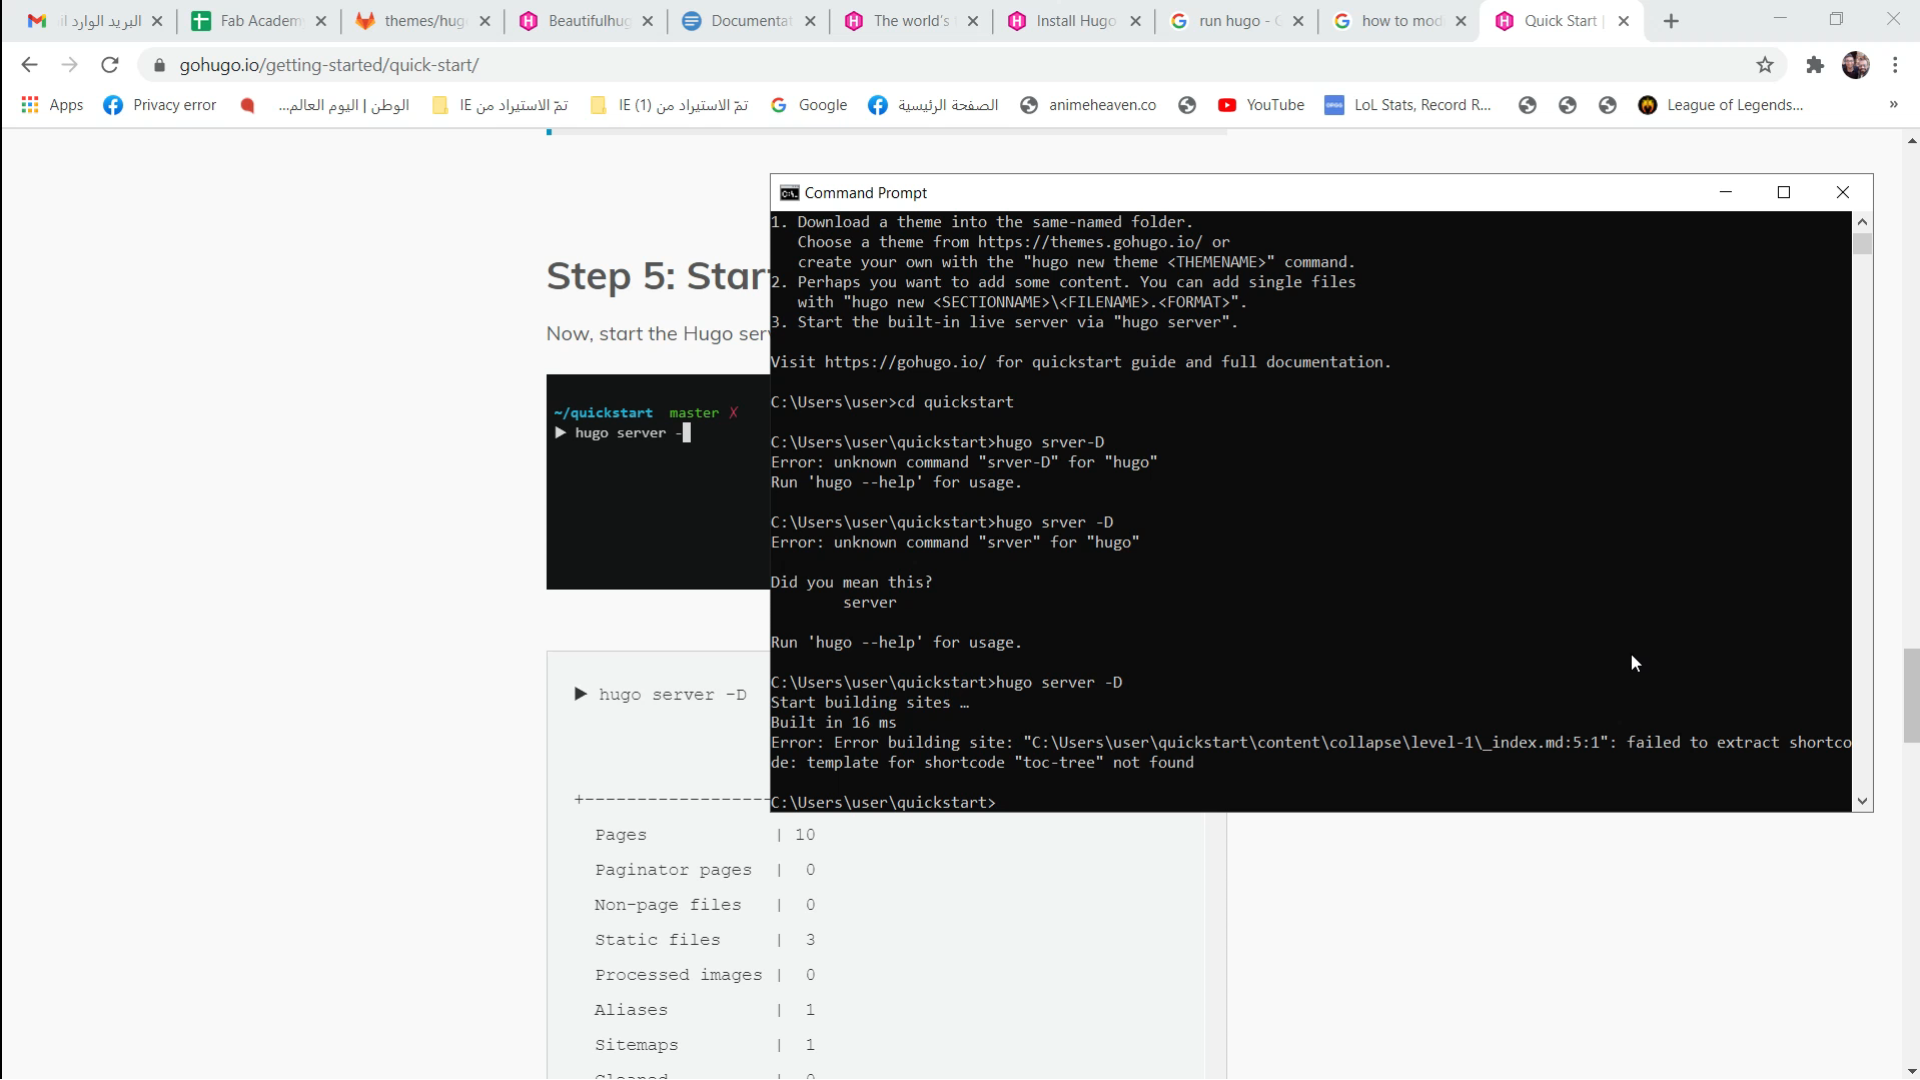 البريد الوارد il
Fab Academ
themes/hug
Beautifulhug
Documentat
The world's
Install Hugo
run hugo - G
how to mod
Quick Start |
gohugo.io/getting-started/quick-start/
Apps
Privacy error
الوطن | اليوم العالم...
تمّ الاستيراد من IE
تمّ الاستيراد من IE (1)
Google
الصفحة الرئيسية
animeheaven.co
YouTube
LoL Stats, Record R...
League of Legends...
»
Step 5: Star
Now, start the Hugo ser
~/quickstart master ✗
▶ hugo server -
▶ hugo server -D
+------------------
Pages | 10
Paginator pages | 0
Non-page files | 0
Static files | 3
Processed images | 0
Aliases | 1
Sitemaps | 1
Cleaned | 0
Command Prompt
1. Download a theme into the same-named folder.
Choose a theme from https://themes.gohugo.io/ or
create your own with the "hugo new theme <THEMENAME>" command.
2. Perhaps you want to add some content. You can add single files
with "hugo new <SECTIONNAME>\<FILENAME>.<FORMAT>".
3. Start the built-in live server via "hugo server".
Visit https://gohugo.io/ for quickstart guide and full documentation.
C:\Users\user>cd quickstart
C:\Users\user\quickstart>hugo srver-D
Error: unknown command "srver-D" for "hugo"
Run 'hugo --help' for usage.
C:\Users\user\quickstart>hugo srver -D
Error: unknown command "srver" for "hugo"
Did you mean this?
server
Run 'hugo --help' for usage.
C:\Users\user\quickstart>hugo server -D
Start building sites …
Built in 16 ms
Error: Error building site: "C:\Users\user\quickstart\content\collapse\level-1\_index.md:5:1": failed to extract shortco
de: template for shortcode "toc-tree" not found
C:\Users\user\quickstart>